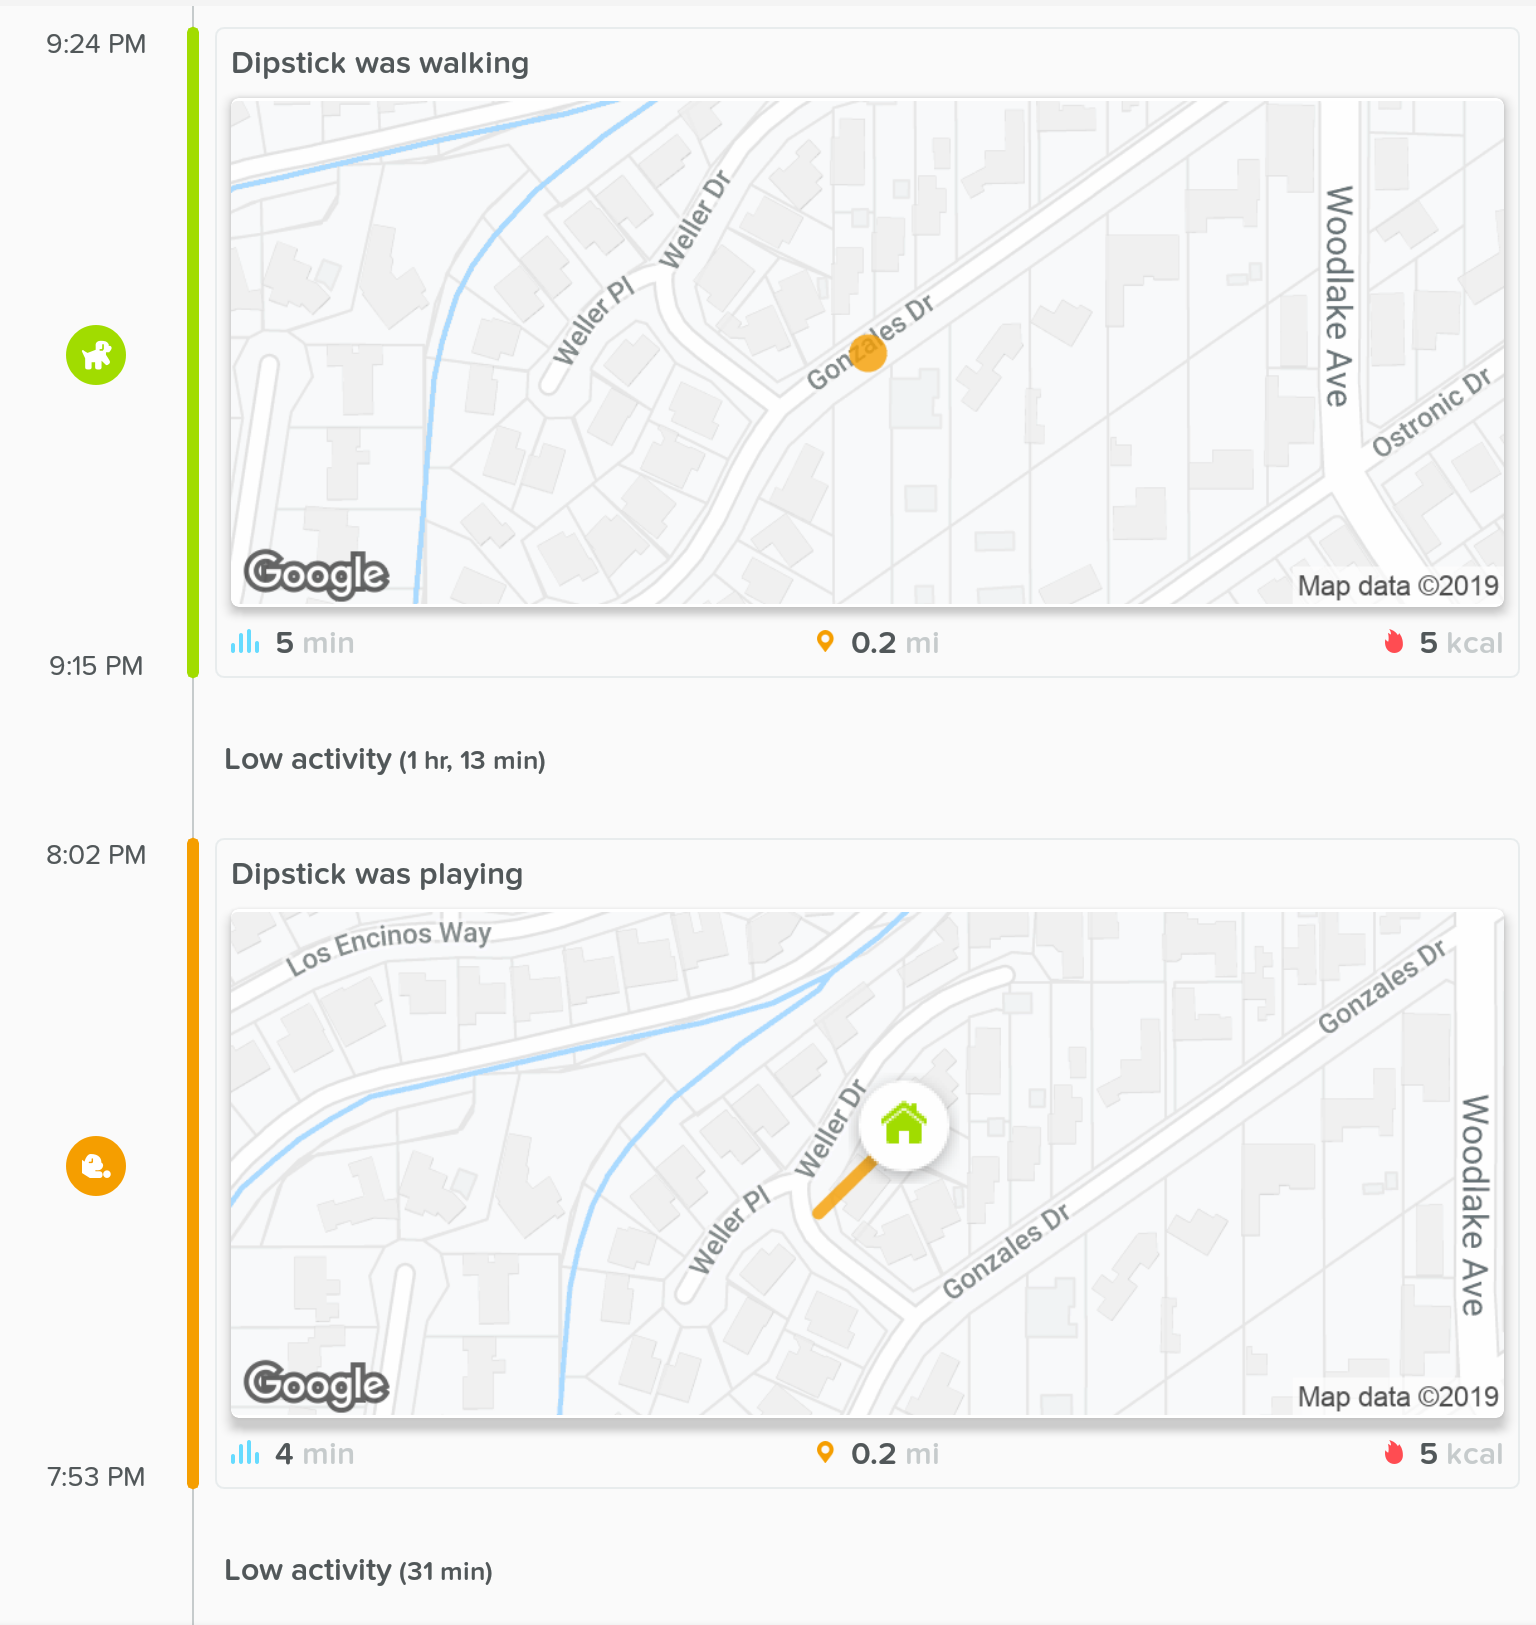 9:24 PM
Dipstick was walking
Weller Dr
Weller Pl
Gonzales Dr
Woodlake Ave
Ostronic Dr
Google
Map data ©2019
5 min
0.2 mi
5 kcal
9:15 PM
Low activity (1 hr, 13 min)
8:02 PM
Dipstick was playing
Los Encinos Way
Gonzales Dr
Weller Dr
Weller Pl
Gonzales Dr
Woodlake Ave
Google
Map data ©2019
4 min
0.2 mi
5 kcal
7:53 PM
Low activity (31 min)